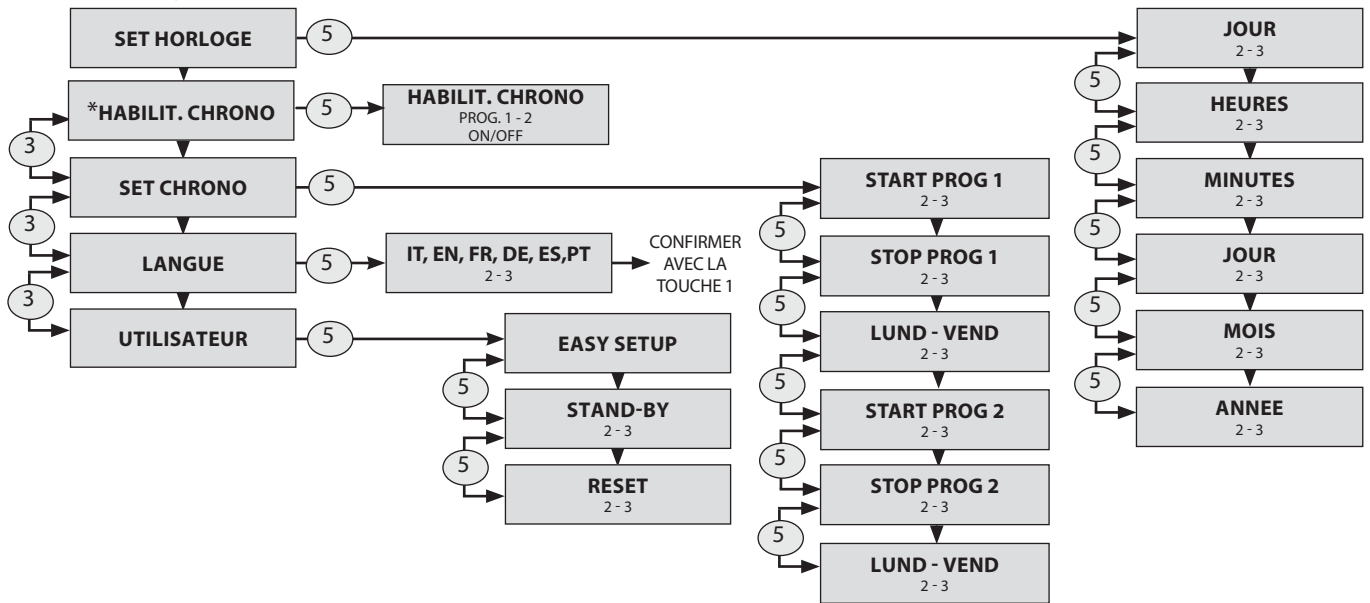 SET HORLOGE
5
*HABILIT. CHRONO
5
HABILIT. CHRONO
PROG. 1 - 2
ON/OFF
3
SET CHRONO
5
3
LANGUE
5
IT, EN, FR, DE, ES,PT
2 - 3
CONFIRMER
AVEC LA
TOUCHE 1
3
UTILISATEUR
5
EASY SETUP
5
STAND-BY
2 - 3
5
RESET
2 - 3
START PROG 1
2 - 3
5
STOP PROG 1
2 - 3
5
LUND - VEND
2 - 3
5
START PROG 2
2 - 3
5
STOP PROG 2
2 - 3
5
LUND - VEND
2 - 3
JOUR
2 - 3
5
HEURES
2 - 3
5
MINUTES
2 - 3
5
JOUR
2 - 3
5
MOIS
2 - 3
5
ANNEE
2 - 3